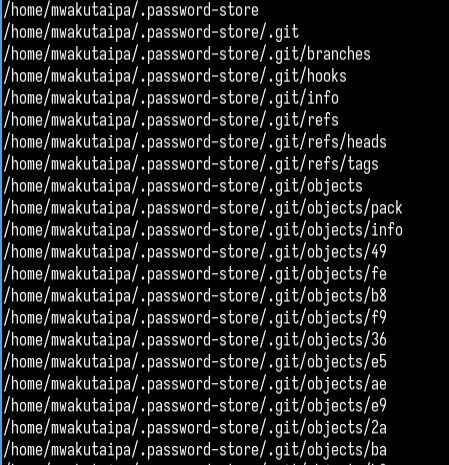 /home/mwakutaipa/.password-store
/home/mwakutaipa/.password-store/.git
/home/mwakutaipa/.password-store/.git/branches
/home/mwakutaipa/.password-store/.git/hooks
/home/mwakutaipa/.password-store/.git/info
/home/mwakutaipa/.password-store/.git/refs
/home/mwakutaipa/.password-store/.git/refs/heads
/home/mwakutaipa/.password-store/.git/refs/tags
/home/mwakutaipa/.password-store/.git/objects
/home/mwakutaipa/.password-store/.git/objects/pack
/home/mwakutaipa/.password-store/.git/objects/info
/home/mwakutaipa/.password-store/.git/objects/49
/home/mwakutaipa/.password-store/.git/objects/fe
/home/mwakutaipa/.password-store/.git/objects/b8
/home/mwakutaipa/.password-store/.git/objects/f9
/home/mwakutaipa/.password-store/.git/objects/36
/home/mwakutaipa/.password-store/.git/objects/e5
/home/mwakutaipa/.password-store/.git/objects/ae
/home/mwakutaipa/.password-store/.git/objects/e9
/home/mwakutaipa/.password-store/.git/objects/2a
/home/mwakutaipa/.password-store/.git/objects/ba